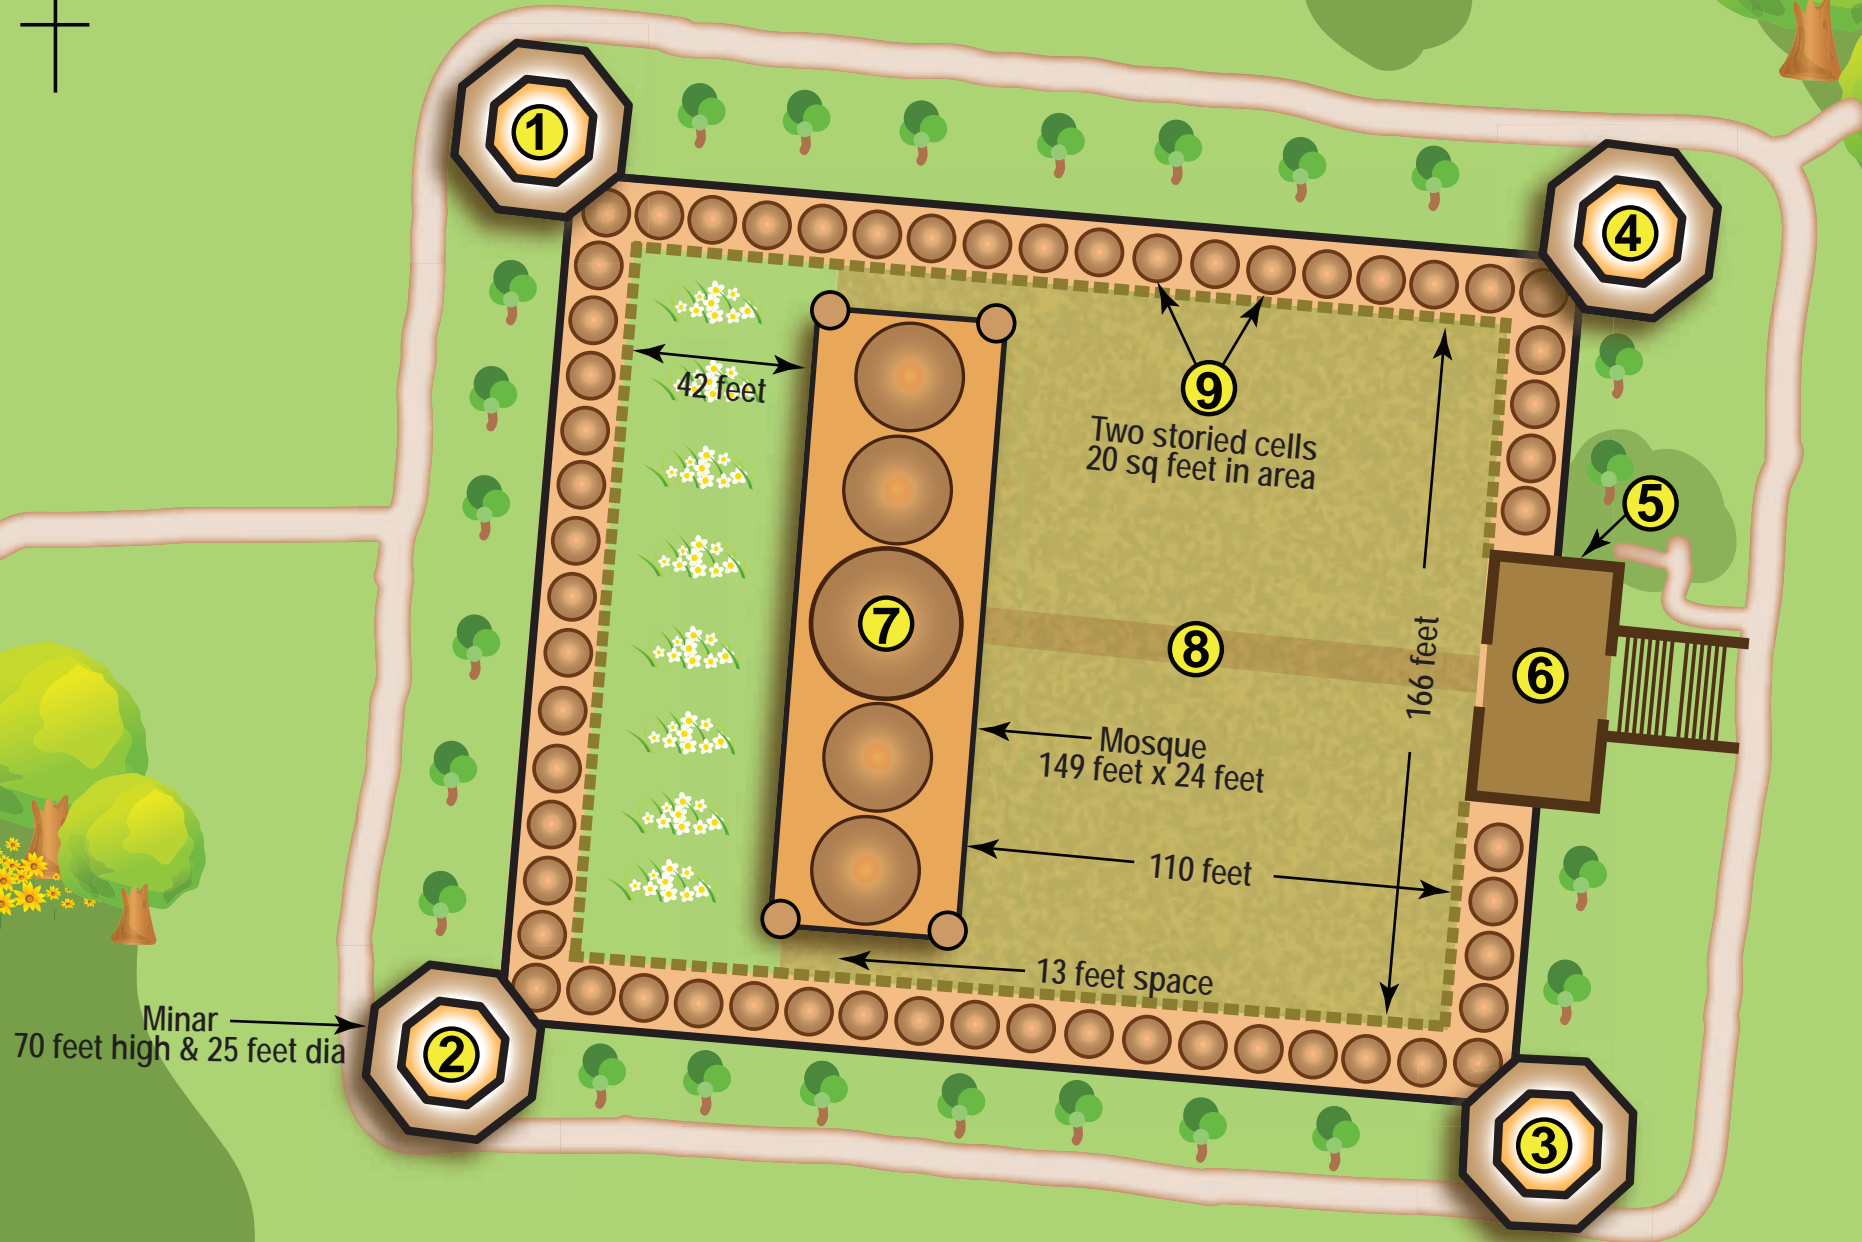 1
4
42 feet
9
Two storied cells
20 sq feet in area
5
7
8
166 feet
6
Mosque
149 feet x 24 feet
110 feet
13 feet space
Minar
70 feet high & 25 feet dia
2
3